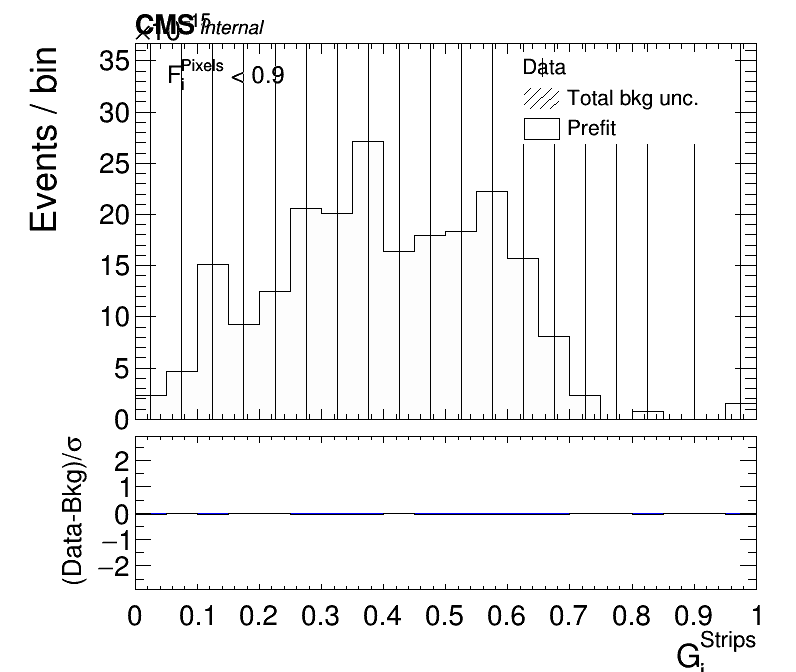 CMS Internal
×10^15
Events / bin
F_i^Pixels < 0.9
Data
Total bkg unc.
Prefit
35
30
25
20
15
10
5
0
(Data-Bkg)/σ
2
1
0
−1
−2
0 0.1 0.2 0.3 0.4 0.5 0.6 0.7 0.8 0.9 1
G_i^Strips